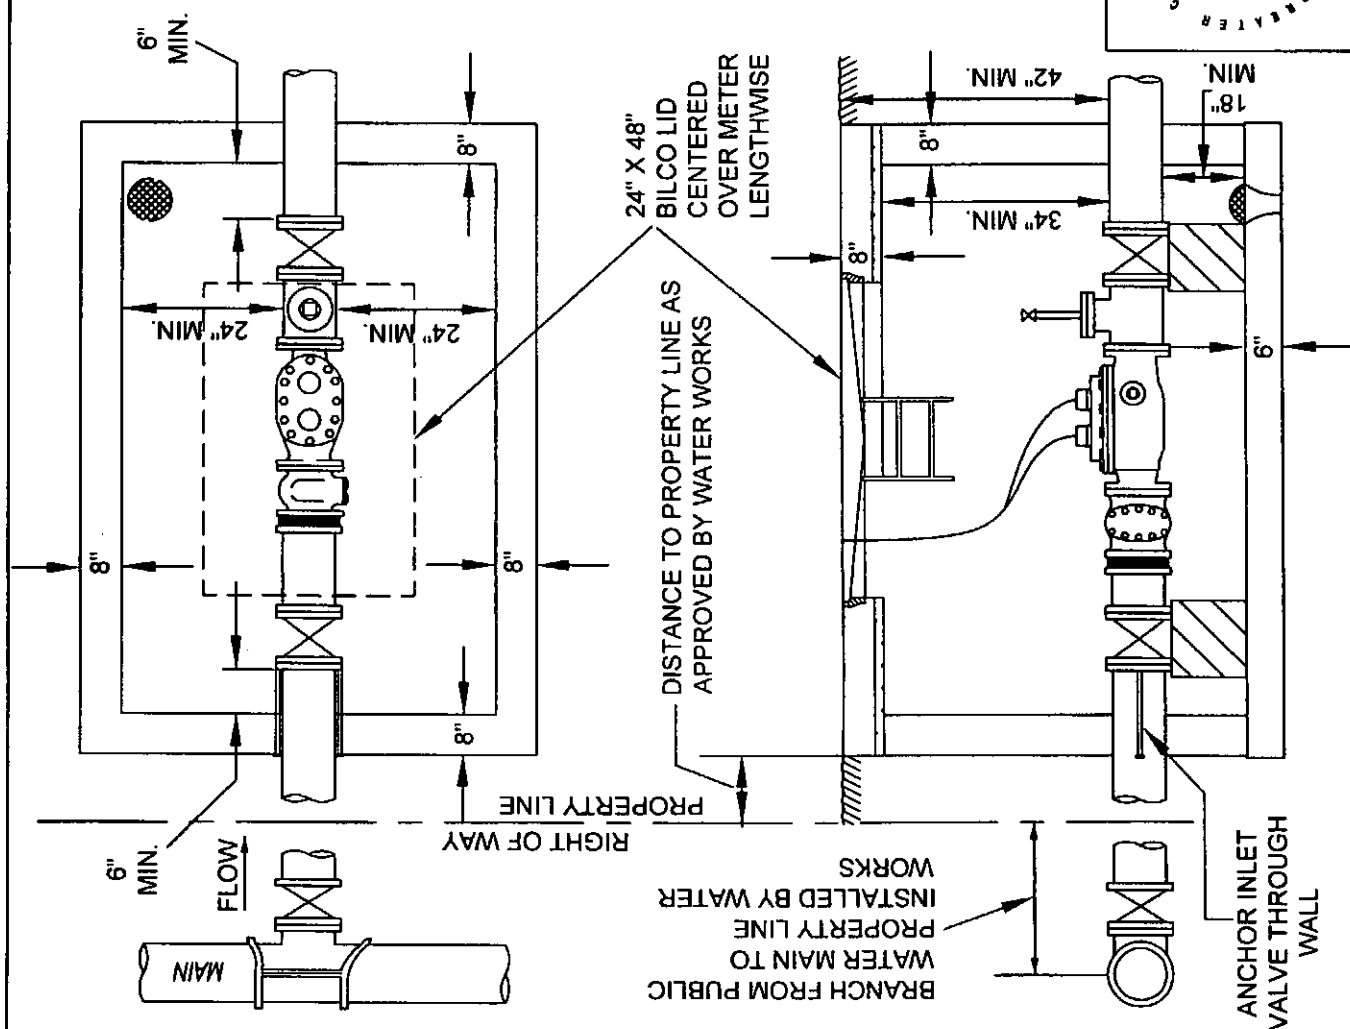 6"
MIN.
8"
24" MIN.
24" MIN.
8"
8"
8"
6"
MIN.
FLOW
MAIN
PROPERTY LINE
RIGHT OF WAY
24" X 48"
BILCO LID
CENTERED
OVER METER
LENGTHWISE
DISTANCE TO PROPERTY LINE AS
APPROVED BY WATER WORKS
42" MIN.
8"
34" MIN.
8"
18"
MIN.
6"
BRANCH FROM PUBLIC
WATER MAIN TO
PROPERTY LINE
INSTALLED BY WATER
WORKS
ANCHOR INLET
VALVE THROUGH
WALL
REATER C